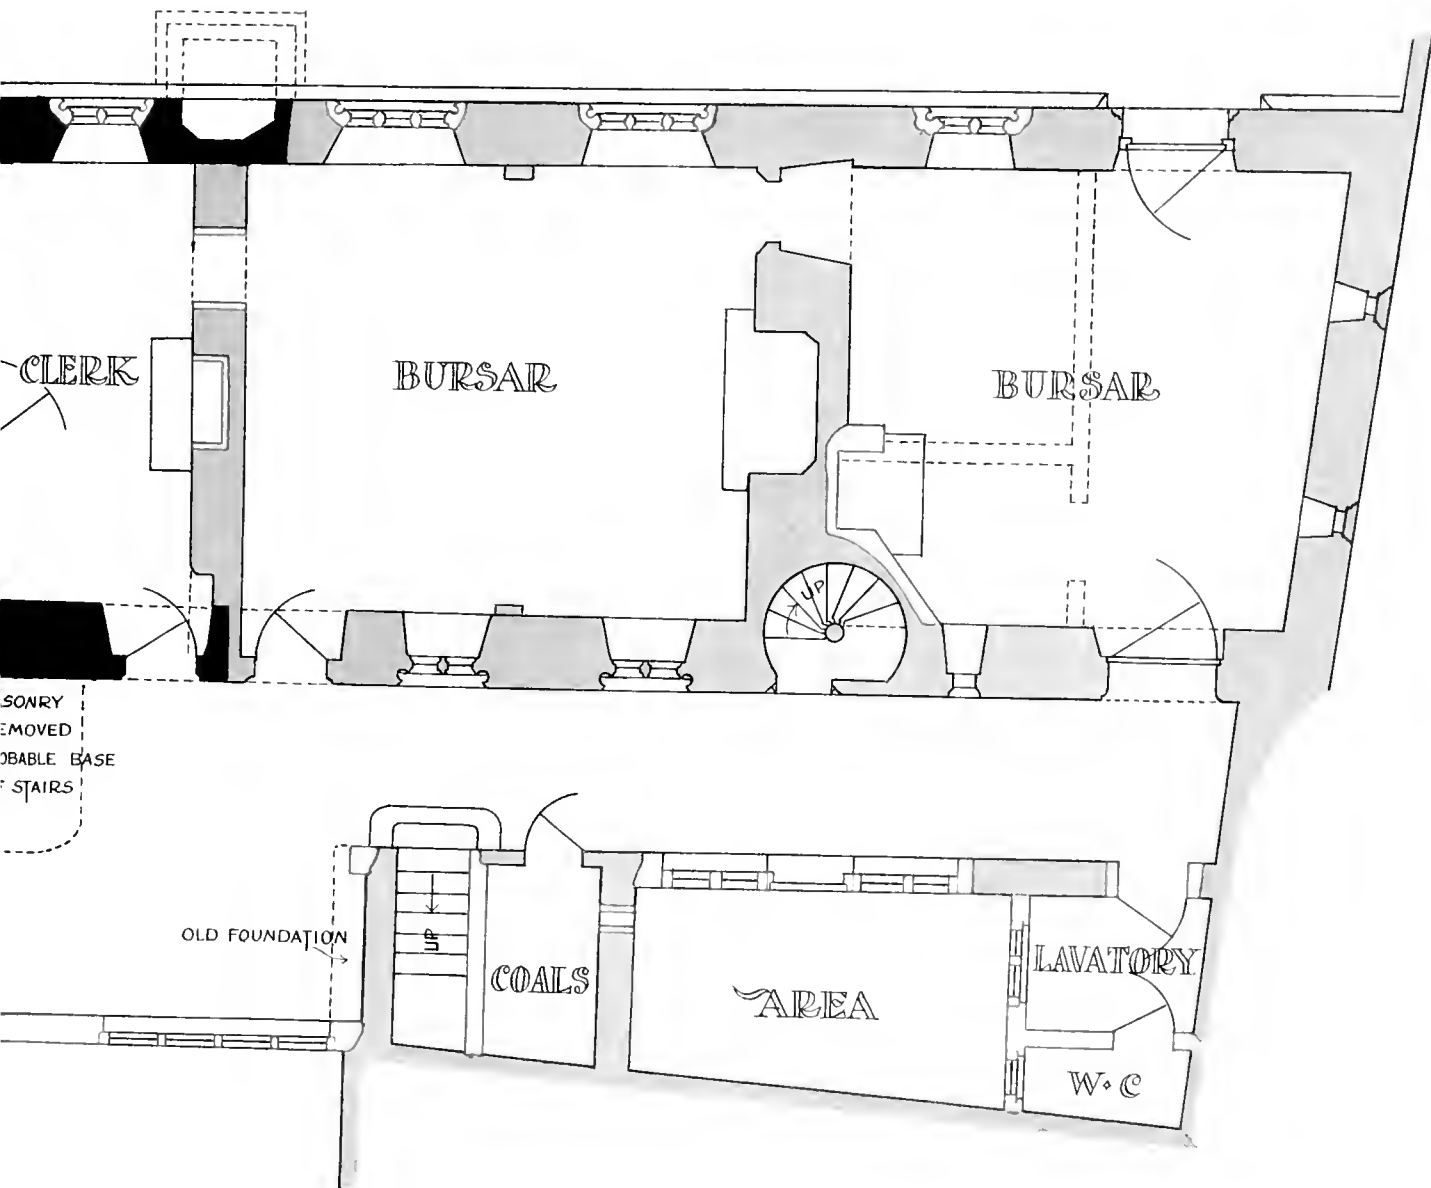 CLERK
BURSAR
BURSAR
UP
SONRY
EMOVED
OBABLE BASE
F STAIRS
OLD FOUNDATION
UP
COALS
AREA
LAVATORY
W·C